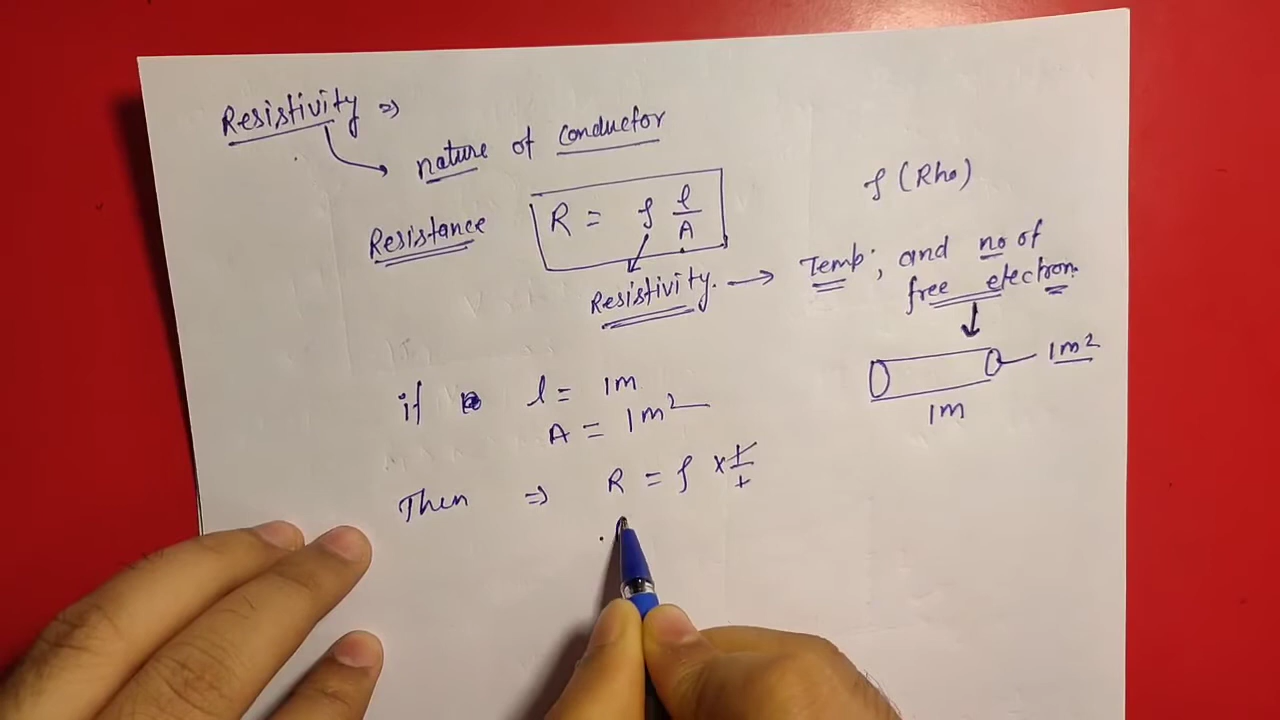 Resistivity ⇒
nature of conductor
Resistance R = ρ l/A
ρ (Rho)
Resistivity. → Temp; and no of
free electron.
1m²
1m
if l = 1m
A = 1m²
Then ⇒ R = ρ × 1/1